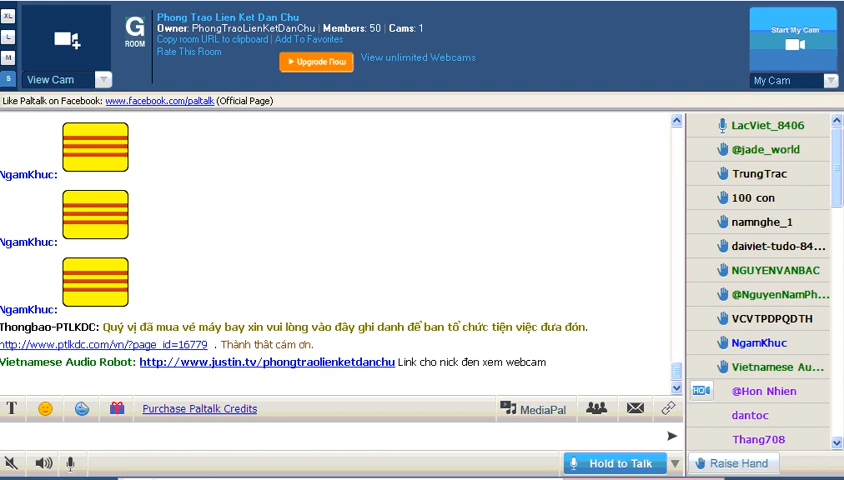 XL
L
M
S
View Cam
G
ROOM
Phong Trao Lien Ket Dan Chu
Owner: PhongTraoLienKetDanChu | Members: 50 | Cams: 1
Copy room URL to clipboard | Add To Favorites
Rate This Room
Upgrade Now
View unlimited Webcams
Start My Cam
My Cam
Like Paltalk on Facebook: www.facebook.com/paltalk (Official Page)
NgamKhuc:
NgamKhuc:
NgamKhuc:
Thongbao-PTLKDC: Quý vị đã mua vé máy bay xin vui lòng vào đây ghi danh để ban tổ chức tiện việc đưa đón.
http://www.ptlkdc.com/vn/?page_id=16779 . Thành thât cám ơn.
Vietnamese Audio Robot: http://www.justin.tv/phongtraolienketdanchu Link cho nick đen xem webcam
LacViet_8406
@jade_world
TrungTrac
100 con
namnghe_1
daiviet-tudo-84...
NGUYENVANBAC
@NguyenNamPh...
VCVTPDPQDTH
NgamKhuc
Vietnamese Au...
HD
@Hon Nhien
dantoc
Thang708
T
Purchase Paltalk Credits
MediaPal
Hold to Talk
Raise Hand